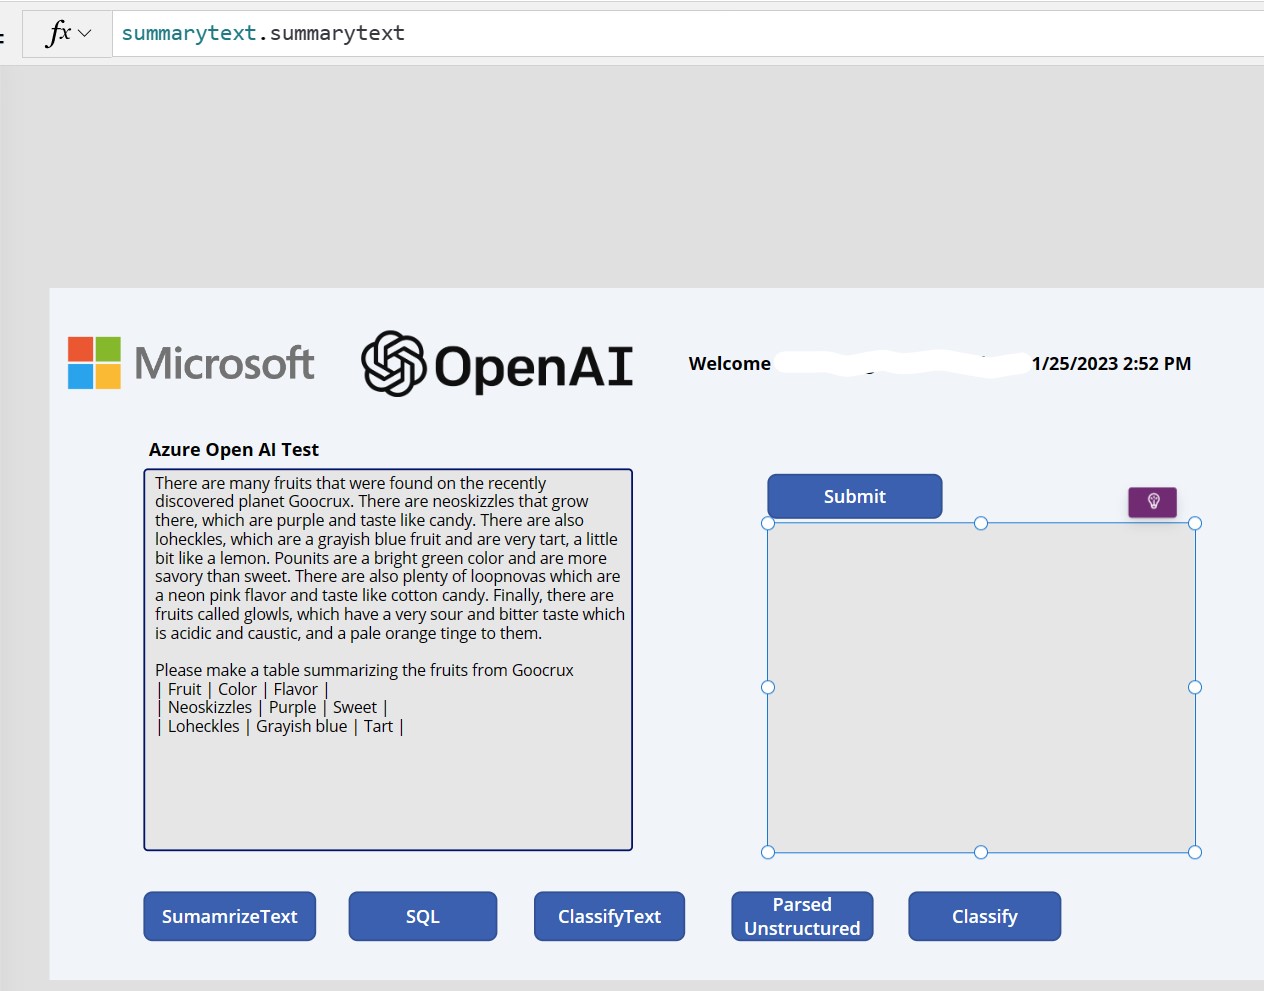 fx
summarytext.summarytext
Microsoft
OpenAI
Welcome
1/25/2023 2:52 PM
Azure Open AI Test
There are many fruits that were found on the recently
discovered planet Goocrux. There are neoskizzles that grow
there, which are purple and taste like candy. There are also
loheckles, which are a grayish blue fruit and are very tart, a little
bit like a lemon. Pounits are a bright green color and are more
savory than sweet. There are also plenty of loopnovas which are
a neon pink flavor and taste like cotton candy. Finally, there are
fruits called glowls, which have a very sour and bitter taste which
is acidic and caustic, and a pale orange tinge to them.
Please make a table summarizing the fruits from Goocrux
| Fruit | Color | Flavor |
| Neoskizzles | Purple | Sweet |
| Loheckles | Grayish blue | Tart |
Submit
SumamrizeText
SQL
ClassifyText
Parsed
Unstructured
Classify